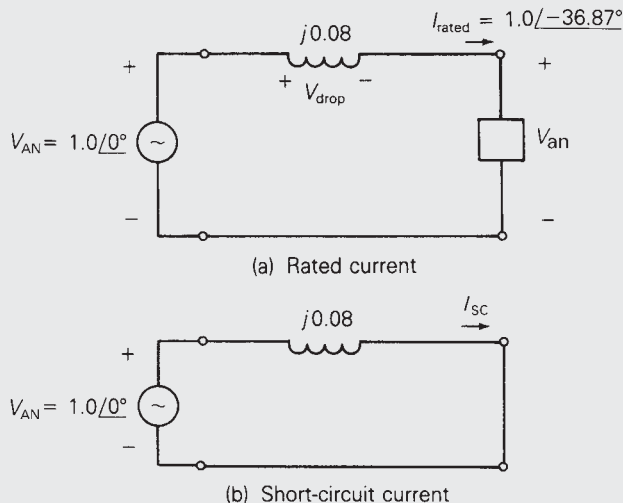 I_rated = 1.0/−36.87°
j0.08
+
+ −
+
V_drop
V_AN = 1.0/0°
~
V_an
−
−
(a) Rated current
j0.08
I_SC
+
V_AN = 1.0/0°
~
−
(b) Short-circuit current